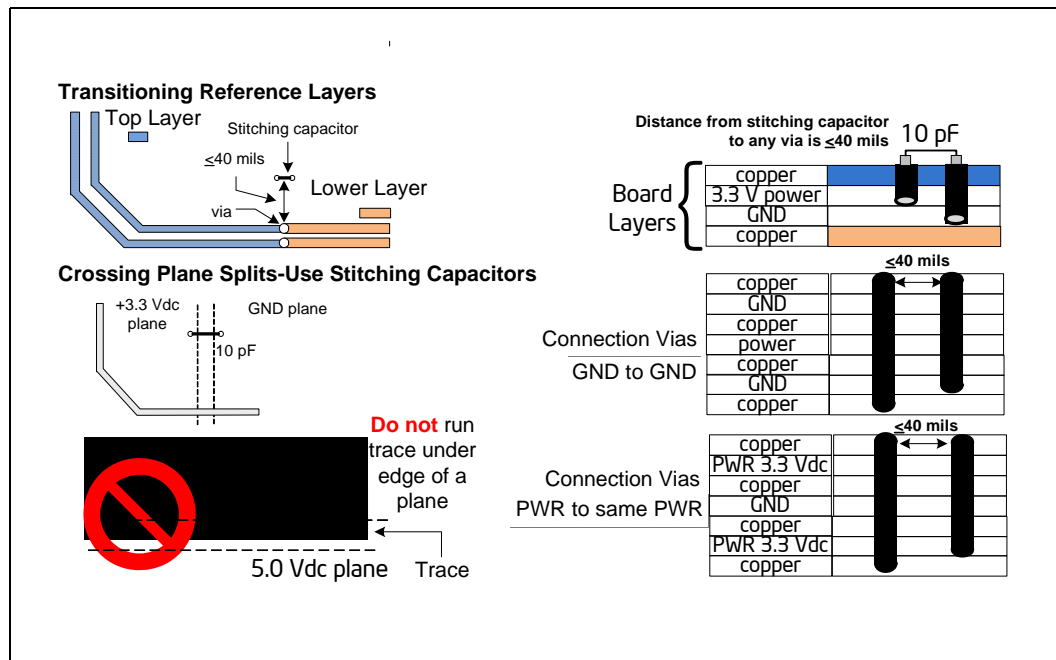 Transitioning Reference Layers
Top Layer
Stitching capacitor
≤40 mils
Lower Layer
via
Crossing Plane Splits-Use Stitching Capacitors
+3.3 Vdc
plane
GND plane
10 pF
Do not run
trace under
edge of a
plane
5.0 Vdc plane
Trace
Distance from stitching capacitor
to any via is ≤40 mils
10 pF
Board
Layers
copper
3.3 V power
GND
copper
≤40 mils
Connection Vias
GND to GND
copper
GND
copper
power
copper
GND
copper
≤40 mils
Connection Vias
PWR to same PWR
copper
PWR 3.3 Vdc
copper
GND
copper
PWR 3.3 Vdc
copper